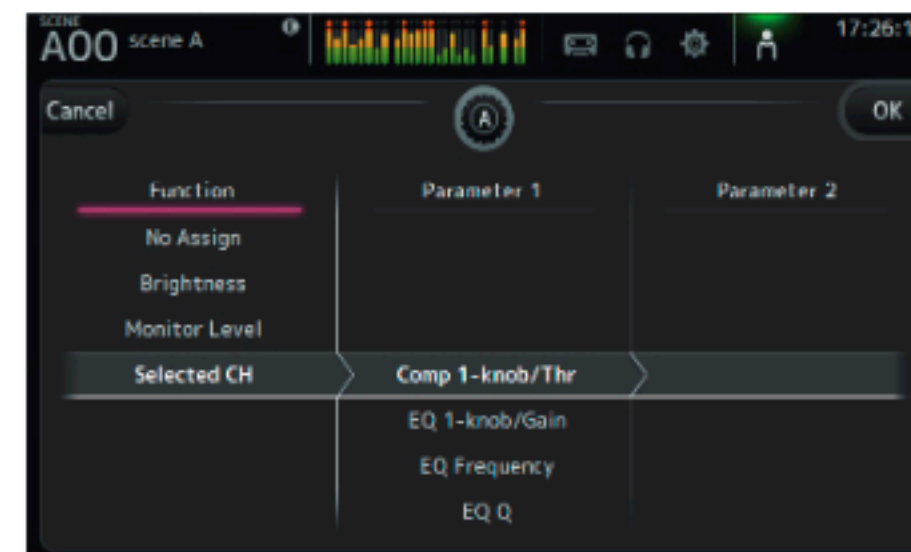 SCENE
A00 scene A
17:26:1
Cancel
A
OK
Function
Parameter 1
Parameter 2
No Assign
Brightness
Monitor Level
Selected CH
Comp 1-knob/Thr
EQ 1-knob/Gain
EQ Frequency
EQ Q